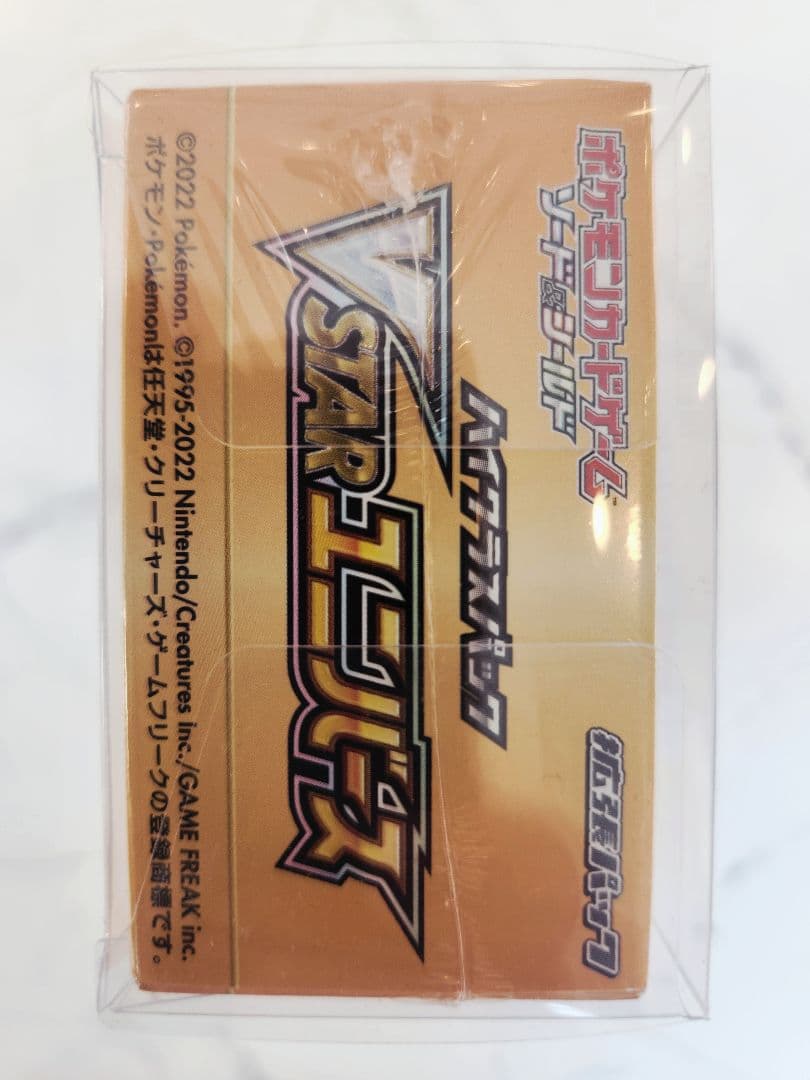 ポケモンカードゲーム™
ソード&シールド
拡張パック
ハイクラスパック
VSTARユニバース
©2022 Pokémon. ©1995-2022 Nintendo/Creatures inc./GAME FREAK inc.
ポケモン・Pokémonは任天堂・クリーチャーズ・ゲームフリークの登録商標です。